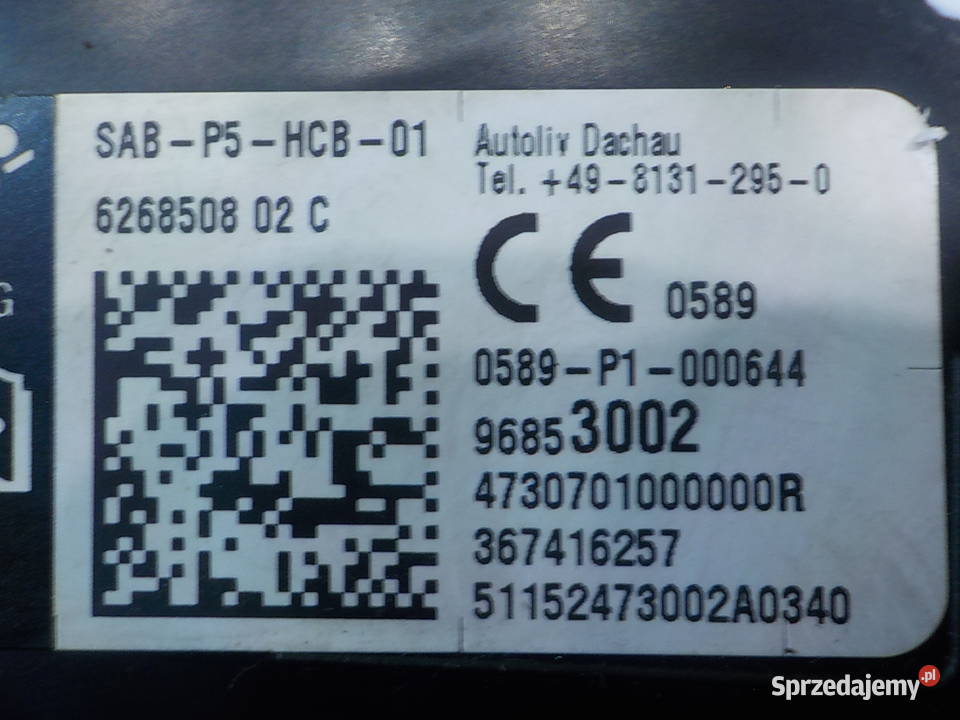 SAB-P5-HCB-01
6268508 02 C
Autoliv Dachau
Tel. +49-8131-295-0
CE 0589
0589-P1-000644
96853002
4730701000000R
367416257
51152473002A0340
G
Sprzedajemy.pl